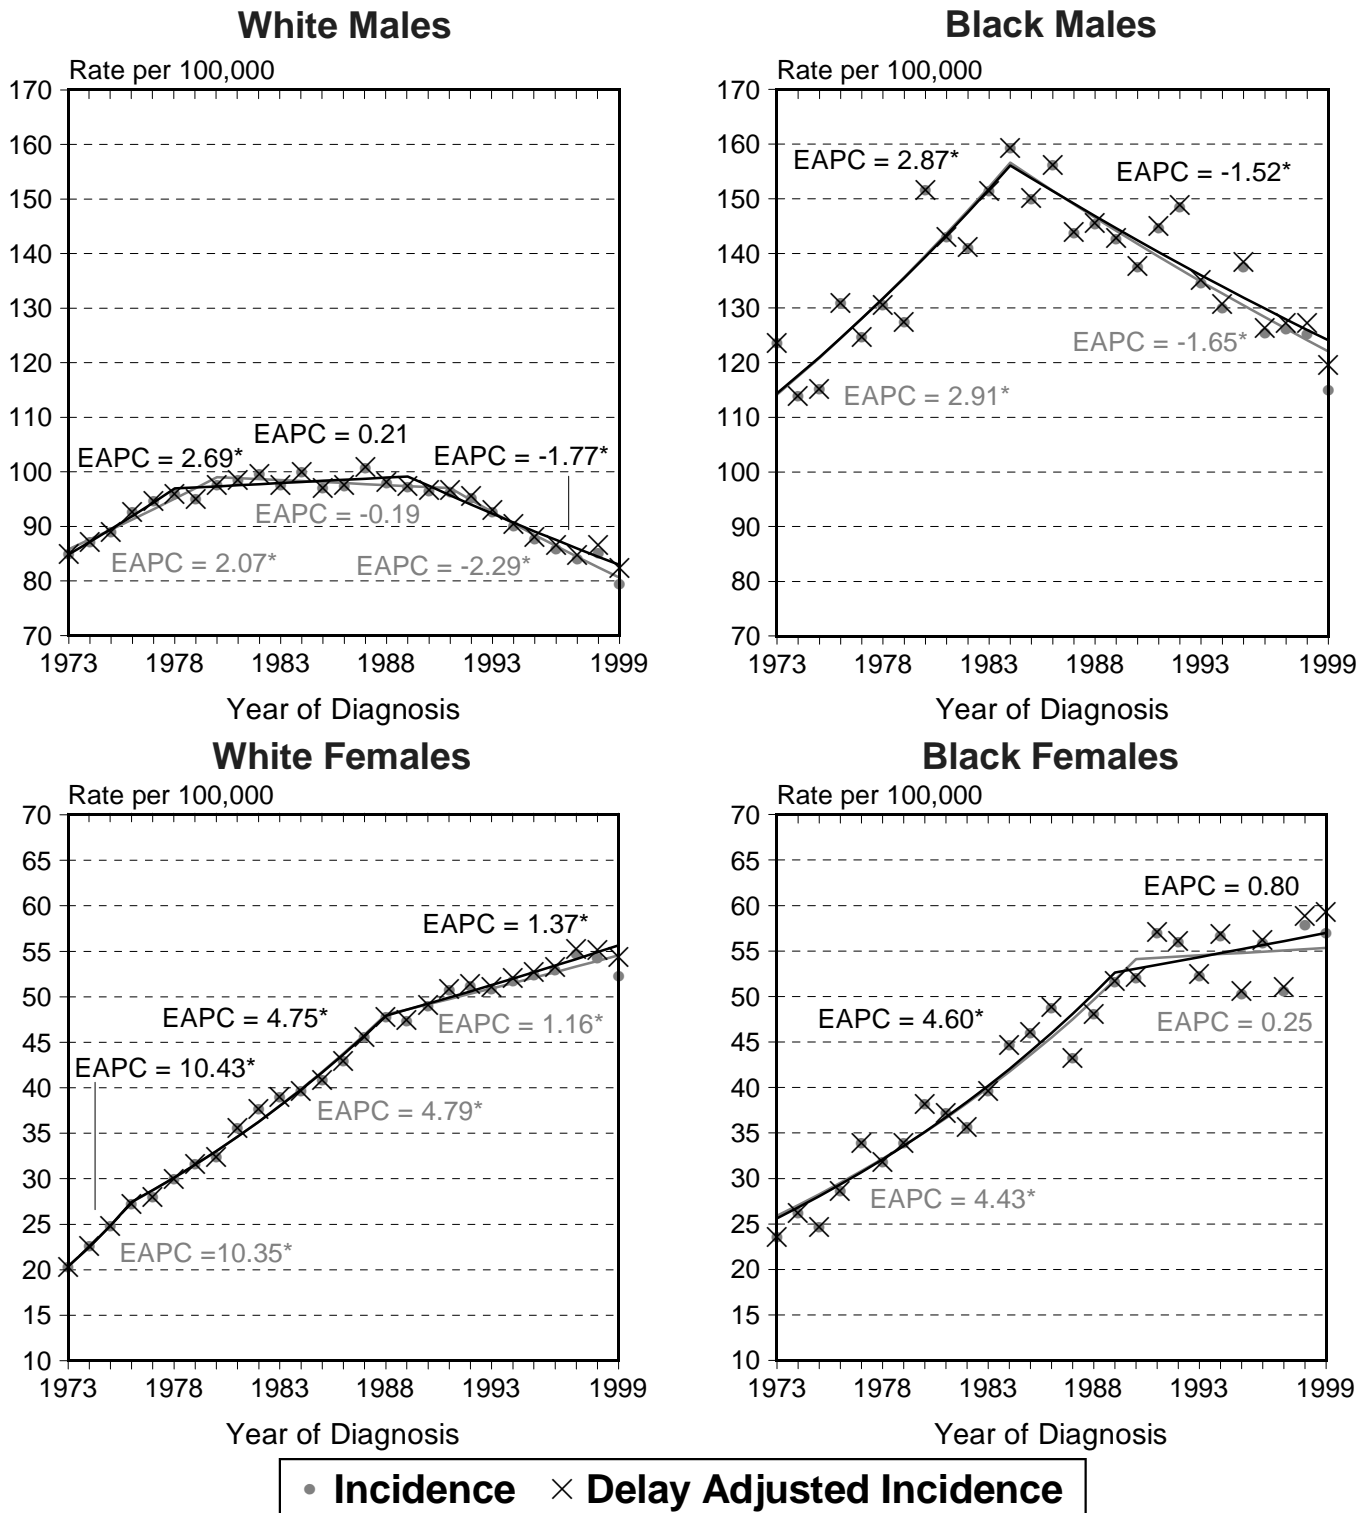 White Males
Rate per 100,000
170
160
150
140
130
120
110
100
90
80
70
EAPC = 2.69*
EAPC = 0.21
EAPC = -1.77*
EAPC = 2.07*
EAPC = -0.19
EAPC = -2.29*
1973 1978 1983 1988 1993 1999
Year of Diagnosis
Black Males
Rate per 100,000
170
160
150
140
130
120
110
100
90
80
70
EAPC = 2.87*
EAPC = -1.52*
EAPC = -1.65*
EAPC = 2.91*
1973 1978 1983 1988 1993 1999
Year of Diagnosis
White Females
Rate per 100,000
70
65
60
55
50
45
40
35
30
25
20
15
10
EAPC = 1.37*
EAPC = 4.75*
EAPC = 1.16*
EAPC = 10.43*
EAPC = 4.79*
EAPC =10.35*
1973 1978 1983 1988 1993 1999
Year of Diagnosis
Black Females
Rate per 100,000
70
65
60
55
50
45
40
35
30
25
20
15
10
EAPC = 0.80
EAPC = 4.60*
EAPC = 0.25
EAPC = 4.43*
1973 1978 1983 1988 1993 1999
Year of Diagnosis
Incidence Delay Adjusted Incidence